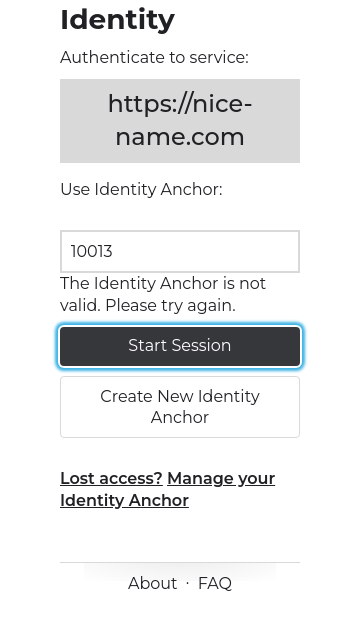 Identity
Authenticate to service:
https://nice-
name.com
Use Identity Anchor:
10013
The Identity Anchor is not
valid. Please try again.
Start Session
Create New Identity
Anchor
Lost access? Manage your
Identity Anchor
About · FAQ